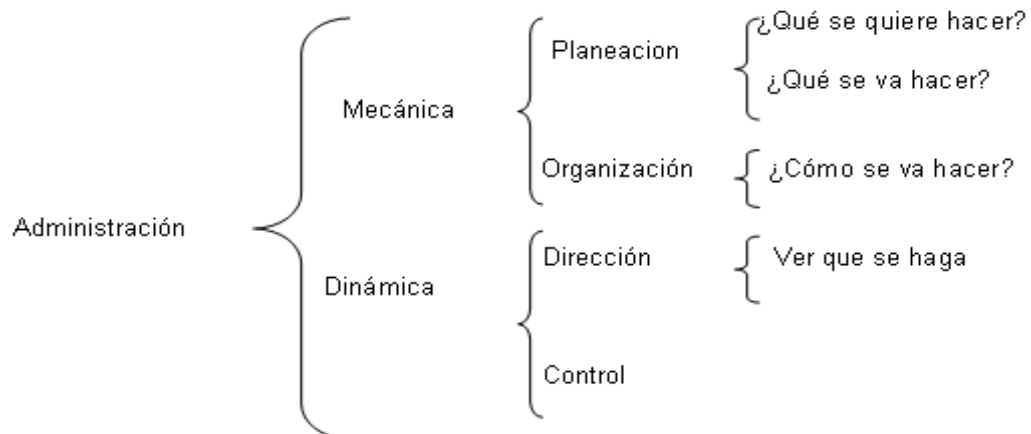 ¿Qué se quiere hacer?
Planeacion
¿Qué se va hacer?
Mecánica
Organización
¿Cómo se va hacer?
Administración
Dirección
Ver que se haga
Dinámica
Control